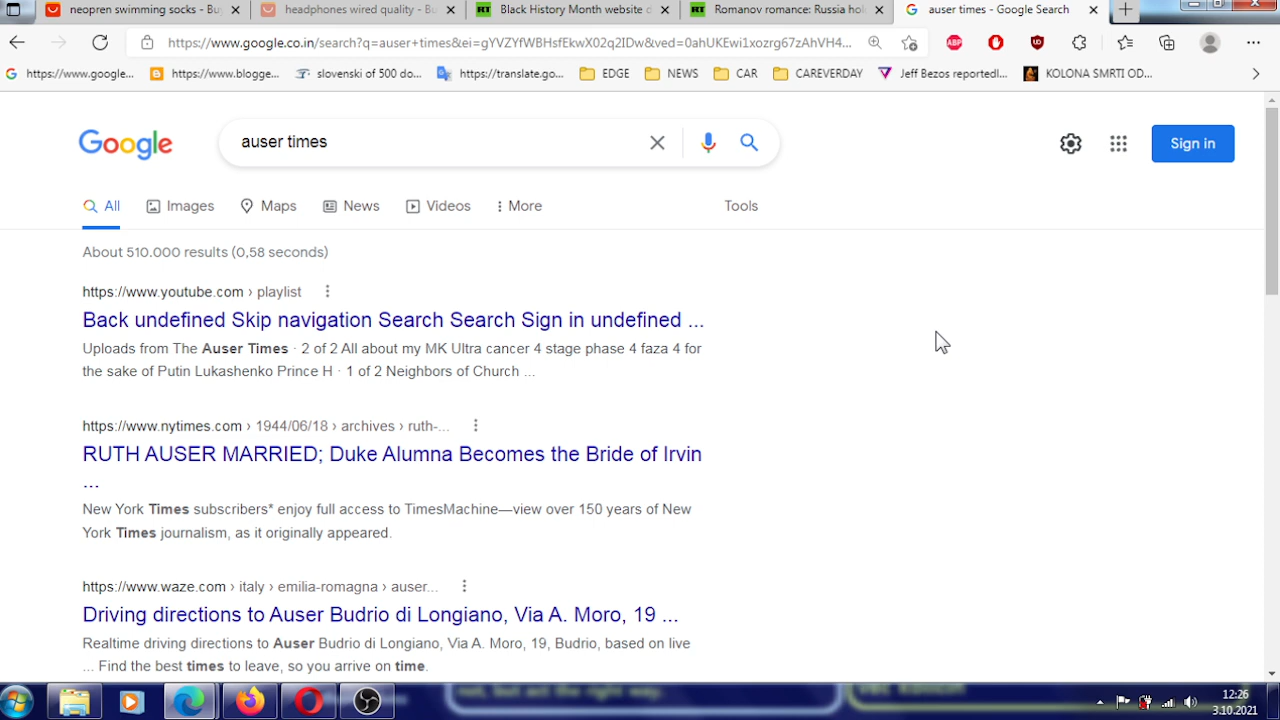 neopren swimming socks - Bu
headphones wired quality - Bu
RT Black History Month website d
RT Romanov romance: Russia hol
auser times - Google Search
https://www.google.co.in/search?q=auser+times&ei=gYVZYfWBHsfEkwX02q2IDw&ved=0ahUKEwi1xozrg67zAhVH4...
https://www.google...
https://www.blogge...
slovenski of 500 do...
https://translate.go...
EDGE
NEWS
CAR
CAREVERDAY
Jeff Bezos reportedl...
KOLONA SMRTI OD...
Google
auser times
Sign in
All Images Maps News Videos More Tools
About 510.000 results (0,58 seconds)
https://www.youtube.com › playlist
Back undefined Skip navigation Search Search Sign in undefined ...
Uploads from The Auser Times · 2 of 2 All about my MK Ultra cancer 4 stage phase 4 faza 4 for
the sake of Putin Lukashenko Prince H · 1 of 2 Neighbors of Church ...
https://www.nytimes.com › 1944/06/18 › archives › ruth-...
RUTH AUSER MARRIED; Duke Alumna Becomes the Bride of Irvin
...
New York Times subscribers* enjoy full access to TimesMachine—view over 150 years of New
York Times journalism, as it originally appeared.
https://www.waze.com › italy › emilia-romagna › auser...
Driving directions to Auser Budrio di Longiano, Via A. Moro, 19 ...
Realtime driving directions to Auser Budrio di Longiano, Via A. Moro, 19, Budrio, based on live
... Find the best times to leave, so you arrive on time.
12:26
3.10.2021